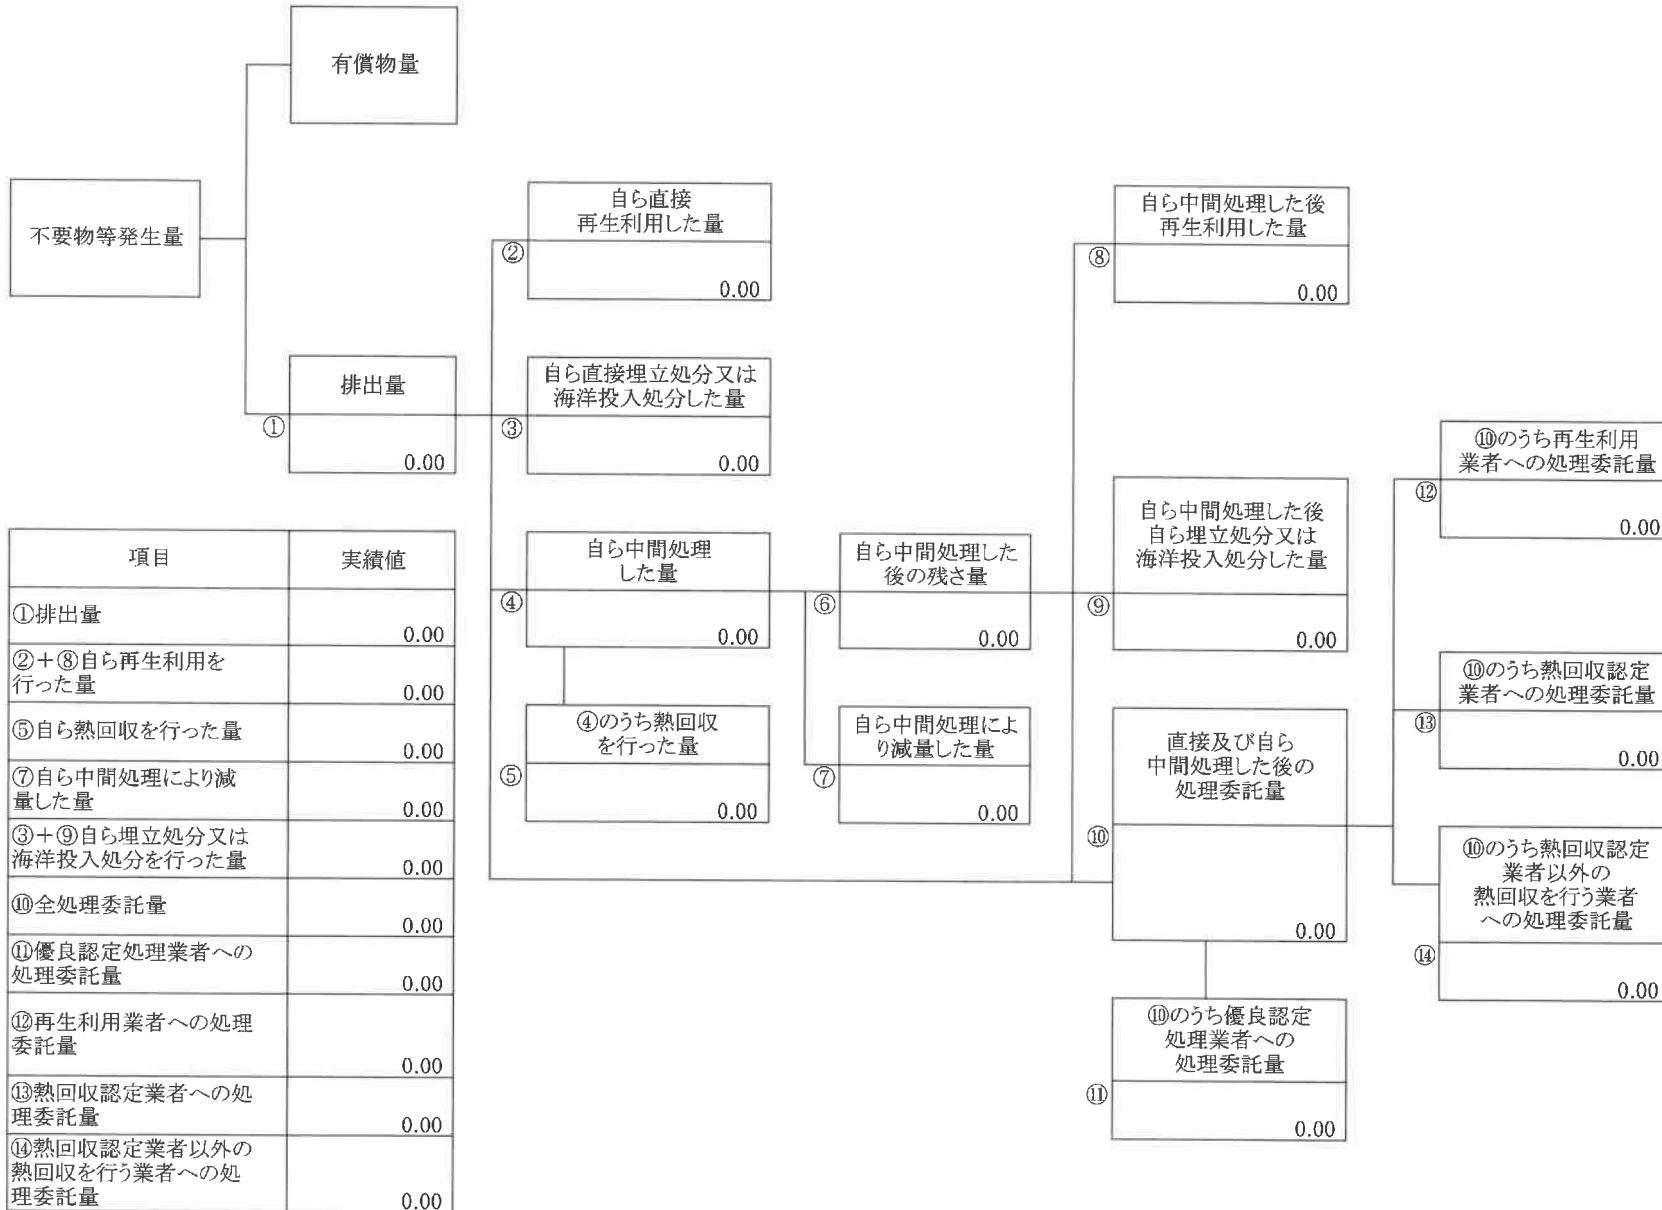 有償物量
不要物等発生量
排出量
①
0.00
自ら直接
再生利用した量
②
0.00
自ら直接埋立処分又は
海洋投入処分した量
③
0.00
自ら中間処理
した量
④
0.00
④のうち熱回収
を行った量
⑤
0.00
自ら中間処理した
後の残さ量
⑥
0.00
自ら中間処理によ
り減量した量
⑦
0.00
自ら中間処理した後
再生利用した量
⑧
0.00
自ら中間処理した後
自ら埋立処分又は
海洋投入処分した量
⑨
0.00
直接及び自ら
中間処理した後の
処理委託量
⑩
0.00
⑩のうち優良認定
処理業者への
処理委託量
⑪
0.00
⑩のうち再生利用
業者への処理委託量
⑫
0.00
⑩のうち熱回収認定
業者への処理委託量
⑬
0.00
⑩のうち熱回収認定
業者以外の
熱回収を行う業者
への処理委託量
⑭
0.00
項目 実績値
①排出量
0.00
②+⑧自ら再生利用を
行った量
0.00
⑤自ら熱回収を行った量
0.00
⑦自ら中間処理により減
量した量
0.00
③+⑨自ら埋立処分又は
海洋投入処分を行った量
0.00
⑩全処理委託量
0.00
⑪優良認定処理業者への
処理委託量
0.00
⑫再生利用業者への処理
委託量
0.00
⑬熱回収認定業者への処
理委託量
0.00
⑭熱回収認定業者以外の
熱回収を行う業者への処
理委託量
0.00